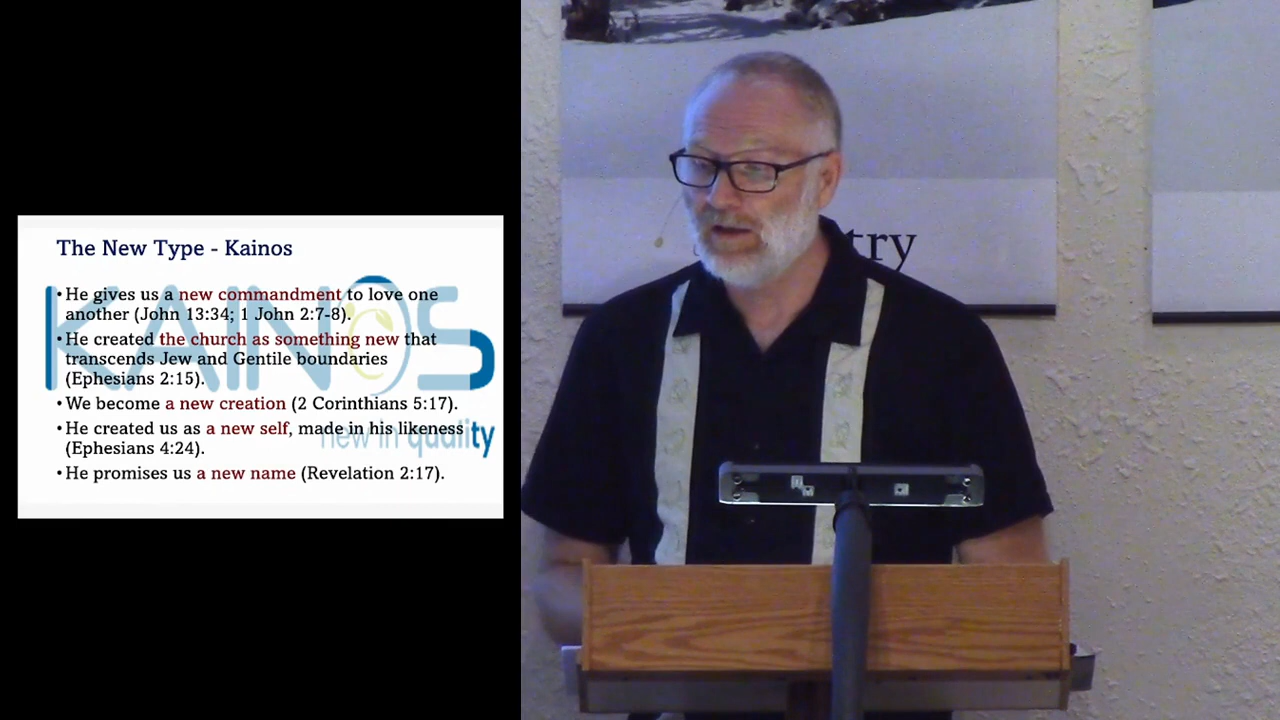 The New Type - Kainos
• He gives us a new commandment to love one
another (John 13:34; 1 John 2:7-8).
• He created the church as something new that
transcends Jew and Gentile boundaries
(Ephesians 2:15).
• We become a new creation (2 Corinthians 5:17).
• He created us as a new self, made in his likeness
(Ephesians 4:24).
• He promises us a new name (Revelation 2:17).
KAINOS
new in quality
try